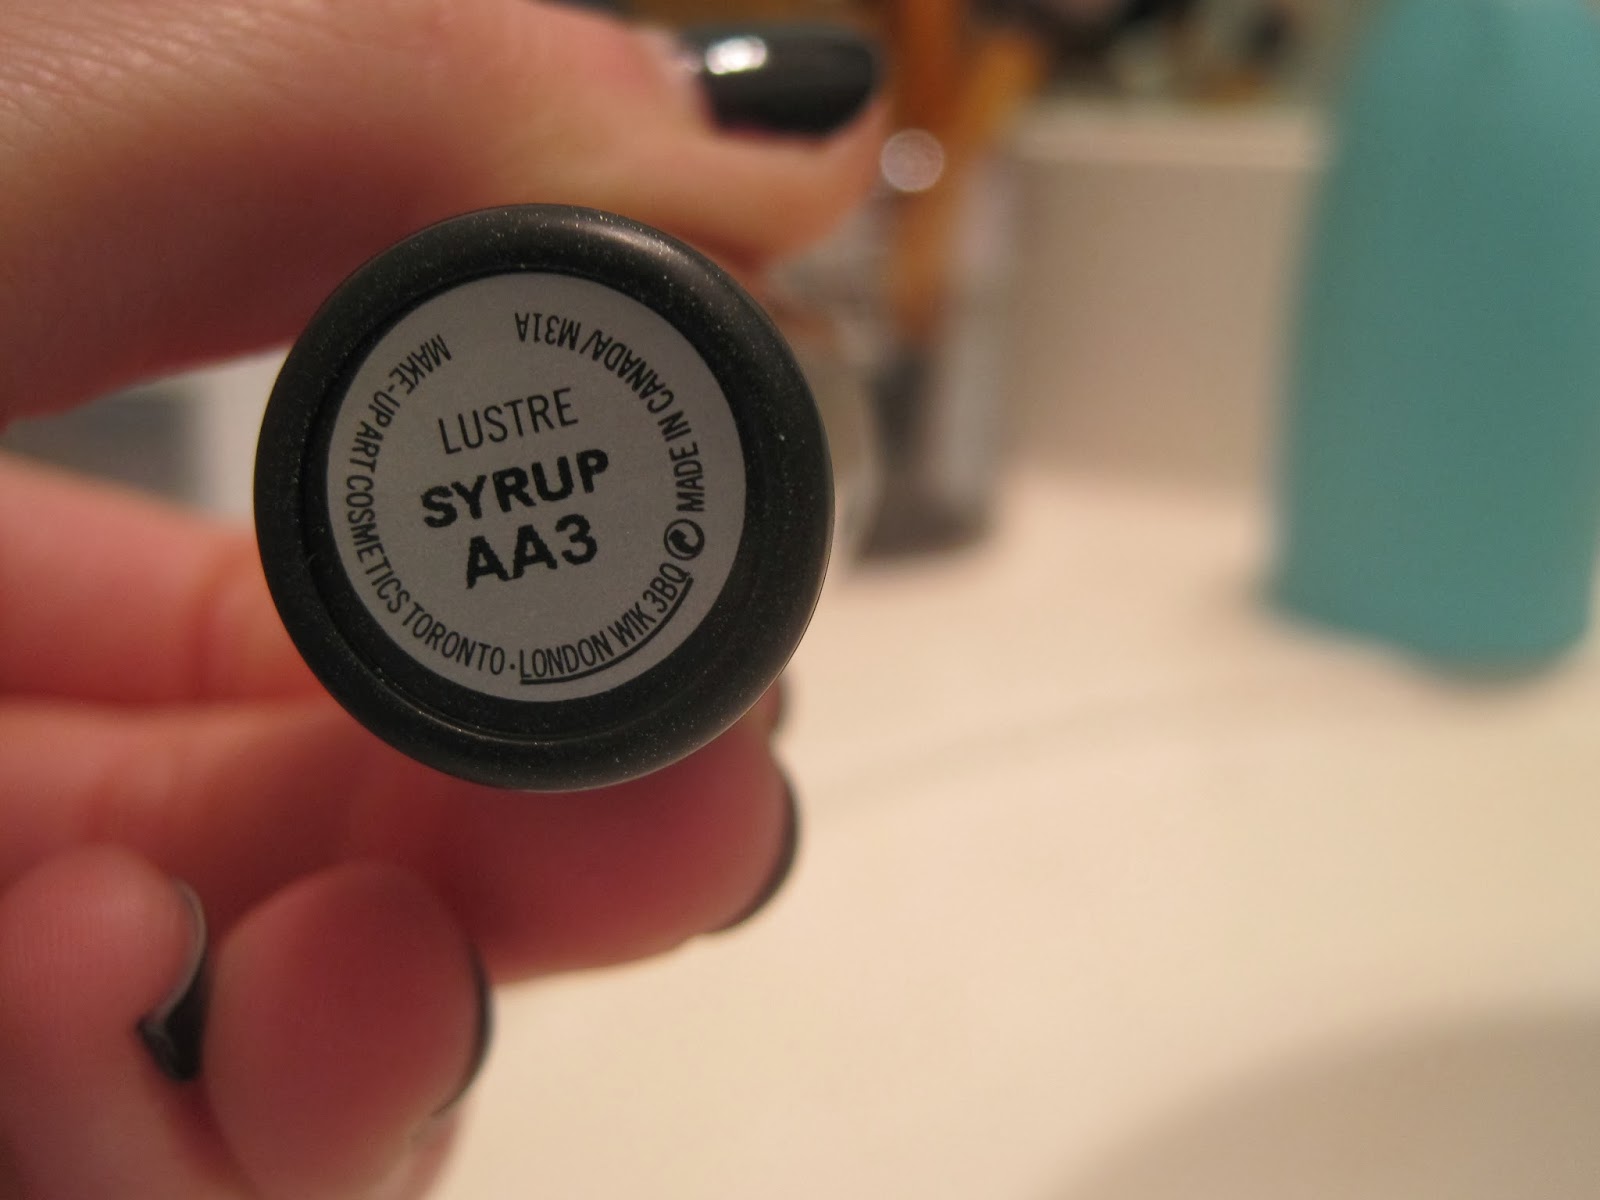 LUSTRE
SYRUP
AA3
MAKE-UP ART COSMETICS TORONTO · LONDON W1K 3BQ MADE IN CANADA/ M31A